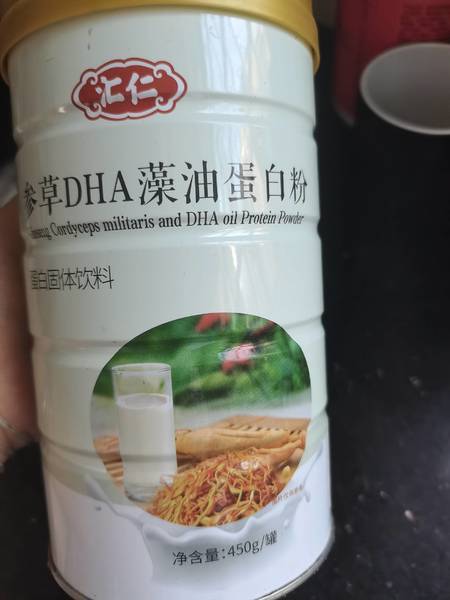 汇仁
参草DHA藻油蛋白粉
Ginseng Cordyceps militaris and DHA oil Protein Powder
蛋白固体饮料
净含量:450g/罐